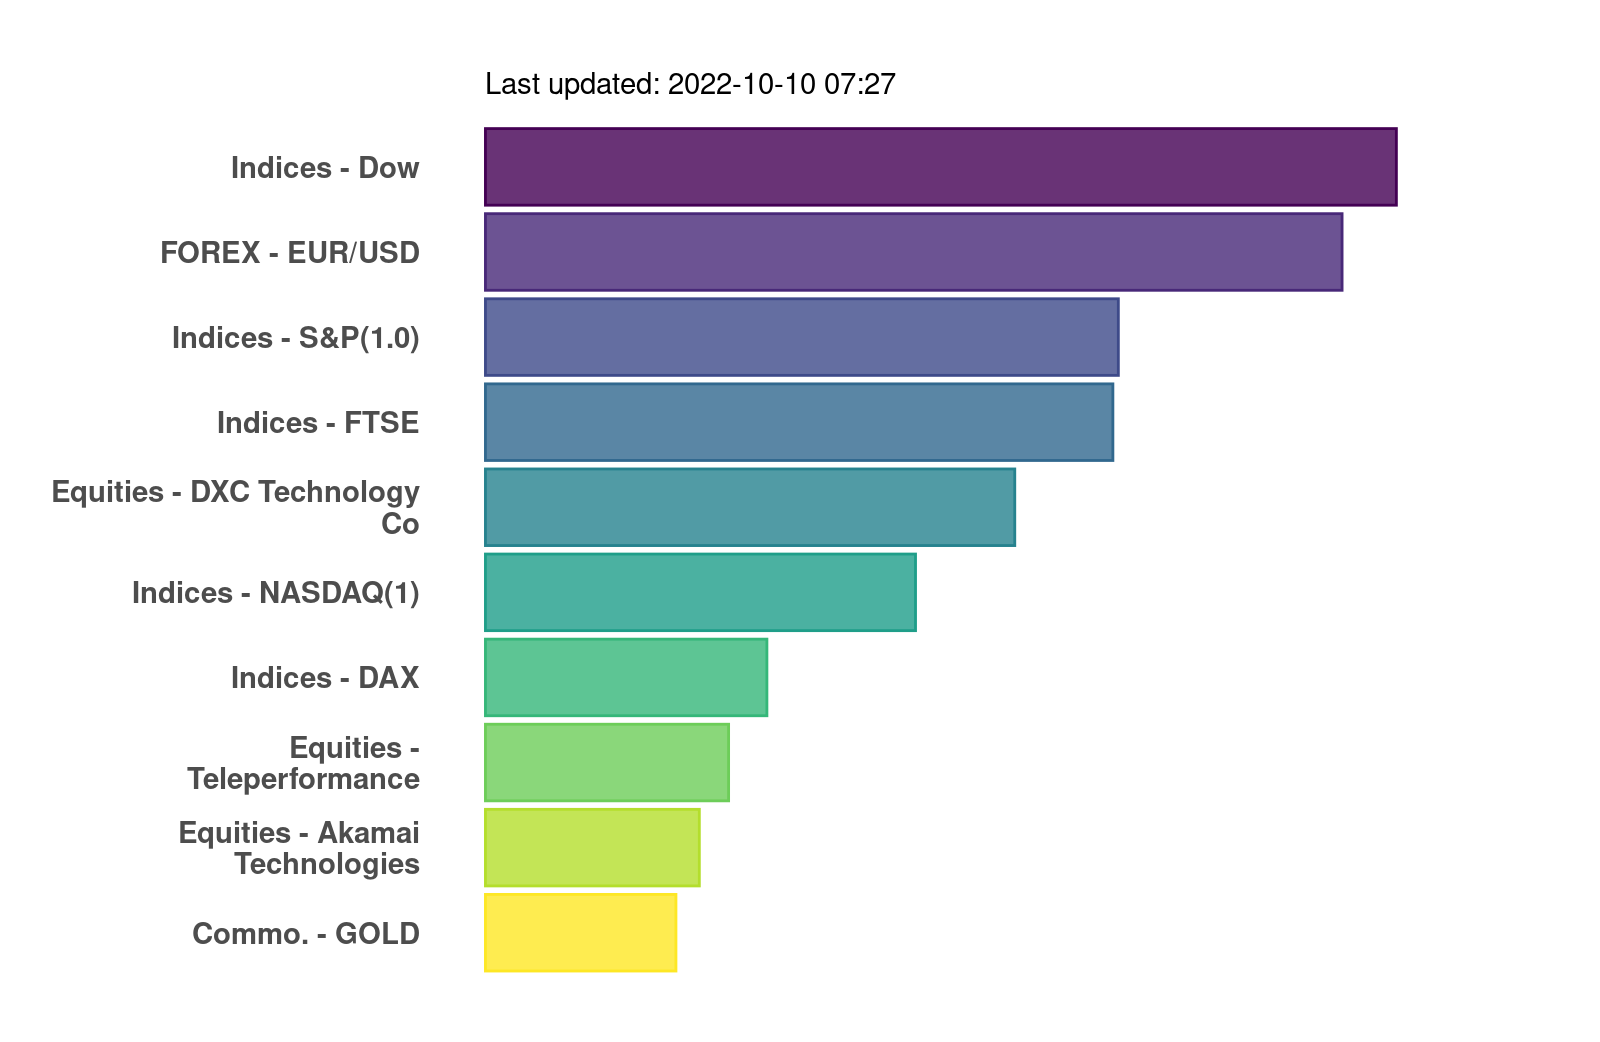 Last updated: 2022-10-10 07:27
Indices - Dow
FOREX - EUR/USD
Indices - S&P(1.0)
Indices - FTSE
Equities - DXC Technology
Co
Indices - NASDAQ(1)
Indices - DAX
Equities -
Teleperformance
Equities - Akamai
Technologies
Commo. - GOLD